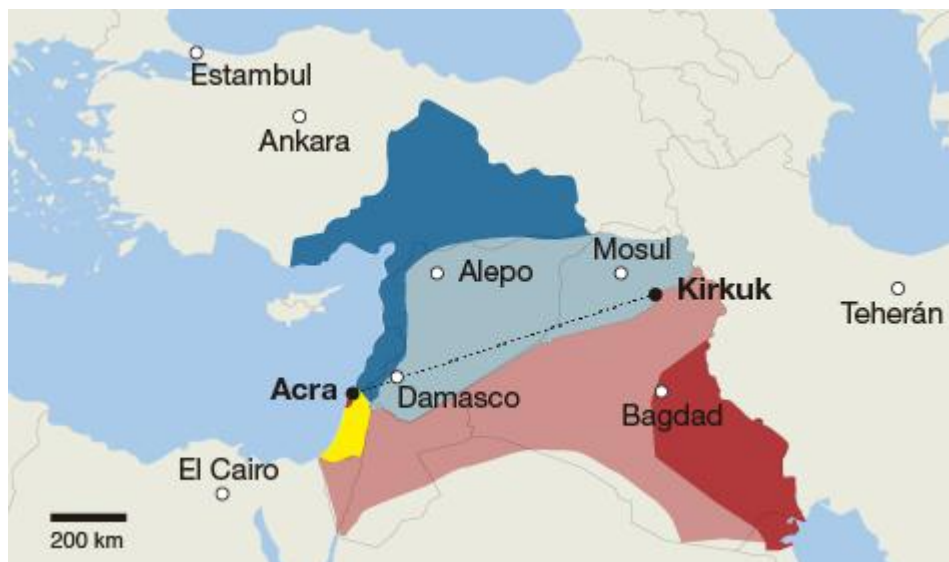 Estambul
Ankara
Alepo
Mosul
Kirkuk
Teherán
Acra
Damasco
Bagdad
El Cairo
200 km